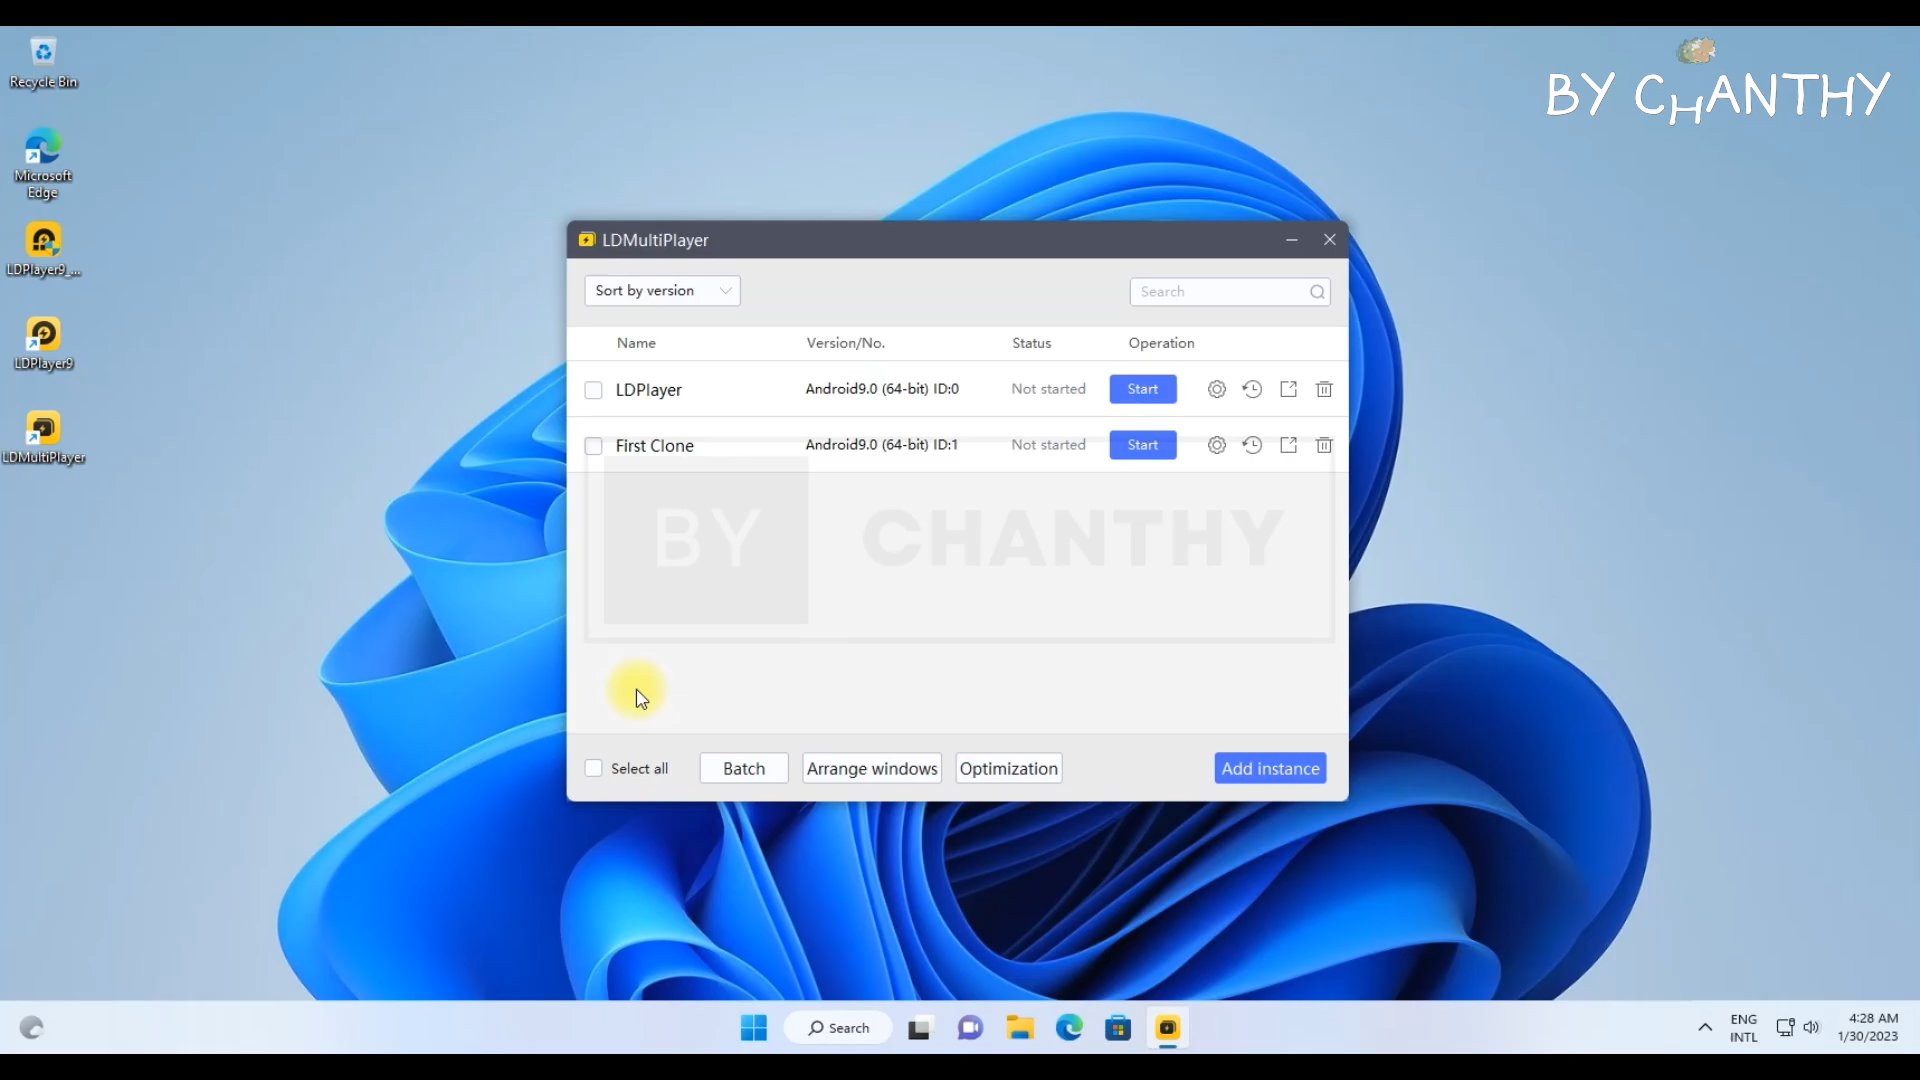 Recycle Bin
Microsoft
Edge
LDPlayer9_...
LDPlayer9
LDMultiPlayer
BY CHANTHY
LDMultiPlayer
Sort by version
Search
Name Version/No. Status Operation
LDPlayer Android9.0 (64-bit) ID:0 Not started Start
First Clone Android9.0 (64-bit) ID:1 Not started Start
BY CHANTHY
Select all Batch Arrange windows Optimization Add instance
Search
ENG
INTL
4:28 AM
1/30/2023